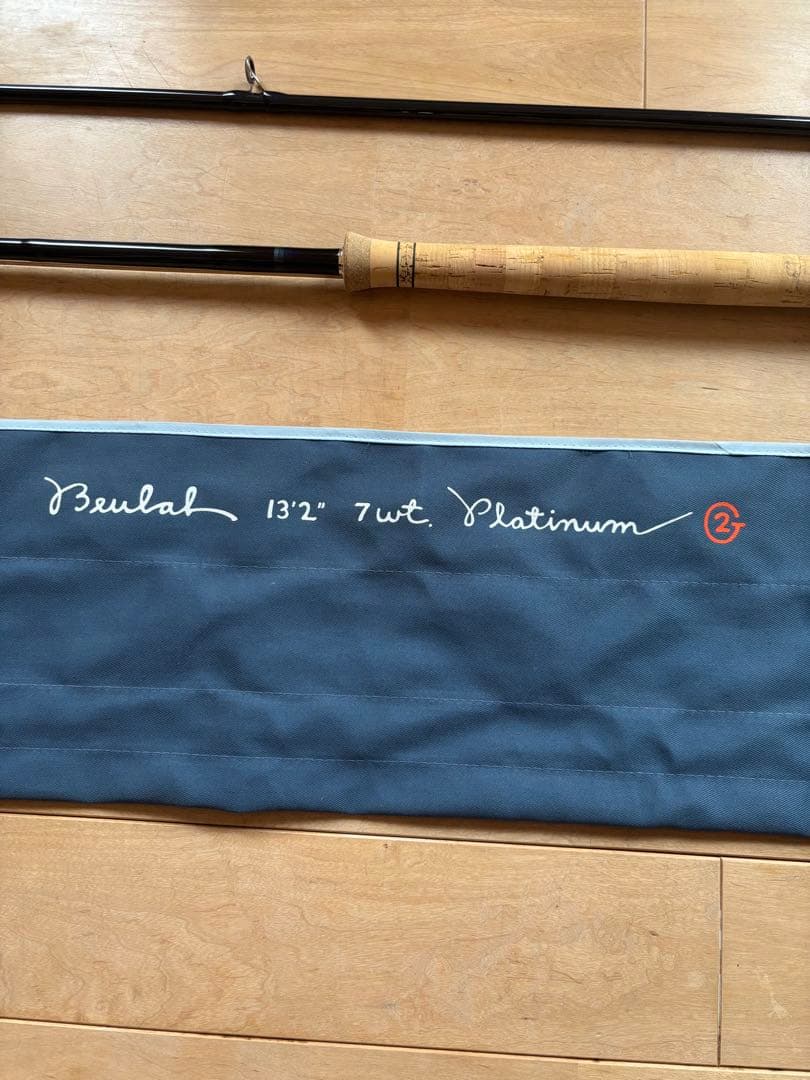 Beulah 13'2" 7wt. Platinum G2